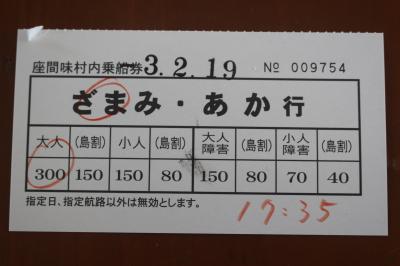 座間味村内乗船券 -3.2.19 № 009754
ざまみ・あか行
大人 (島割) 小人 (島割) 大人障害 (島割) 小人障害 (島割)
300 150 150 80 150 80 70 40
指定日、指定航路以外は無効とします。 17:35